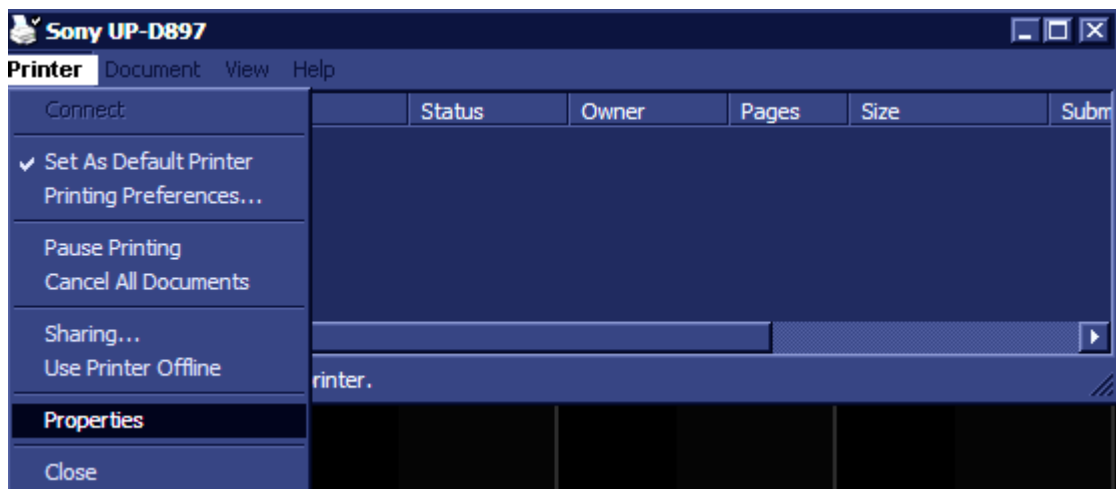 Sony UP-D897
Printer Document View Help
Connect
Status Owner Pages Size Subm
Set As Default Printer
Printing Preferences...
Pause Printing
Cancel All Documents
Sharing...
Use Printer Offline
rinter.
Properties
Close